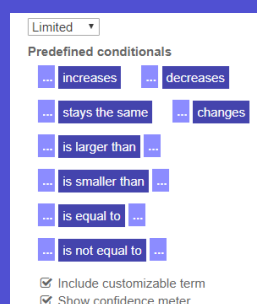 Limited ▼
Predefined conditionals
... increases ... decreases
... stays the same ... changes
... is larger than ...
... is smaller than ...
... is equal to ...
... is not equal to ...
Include customizable term
Show confidence meter